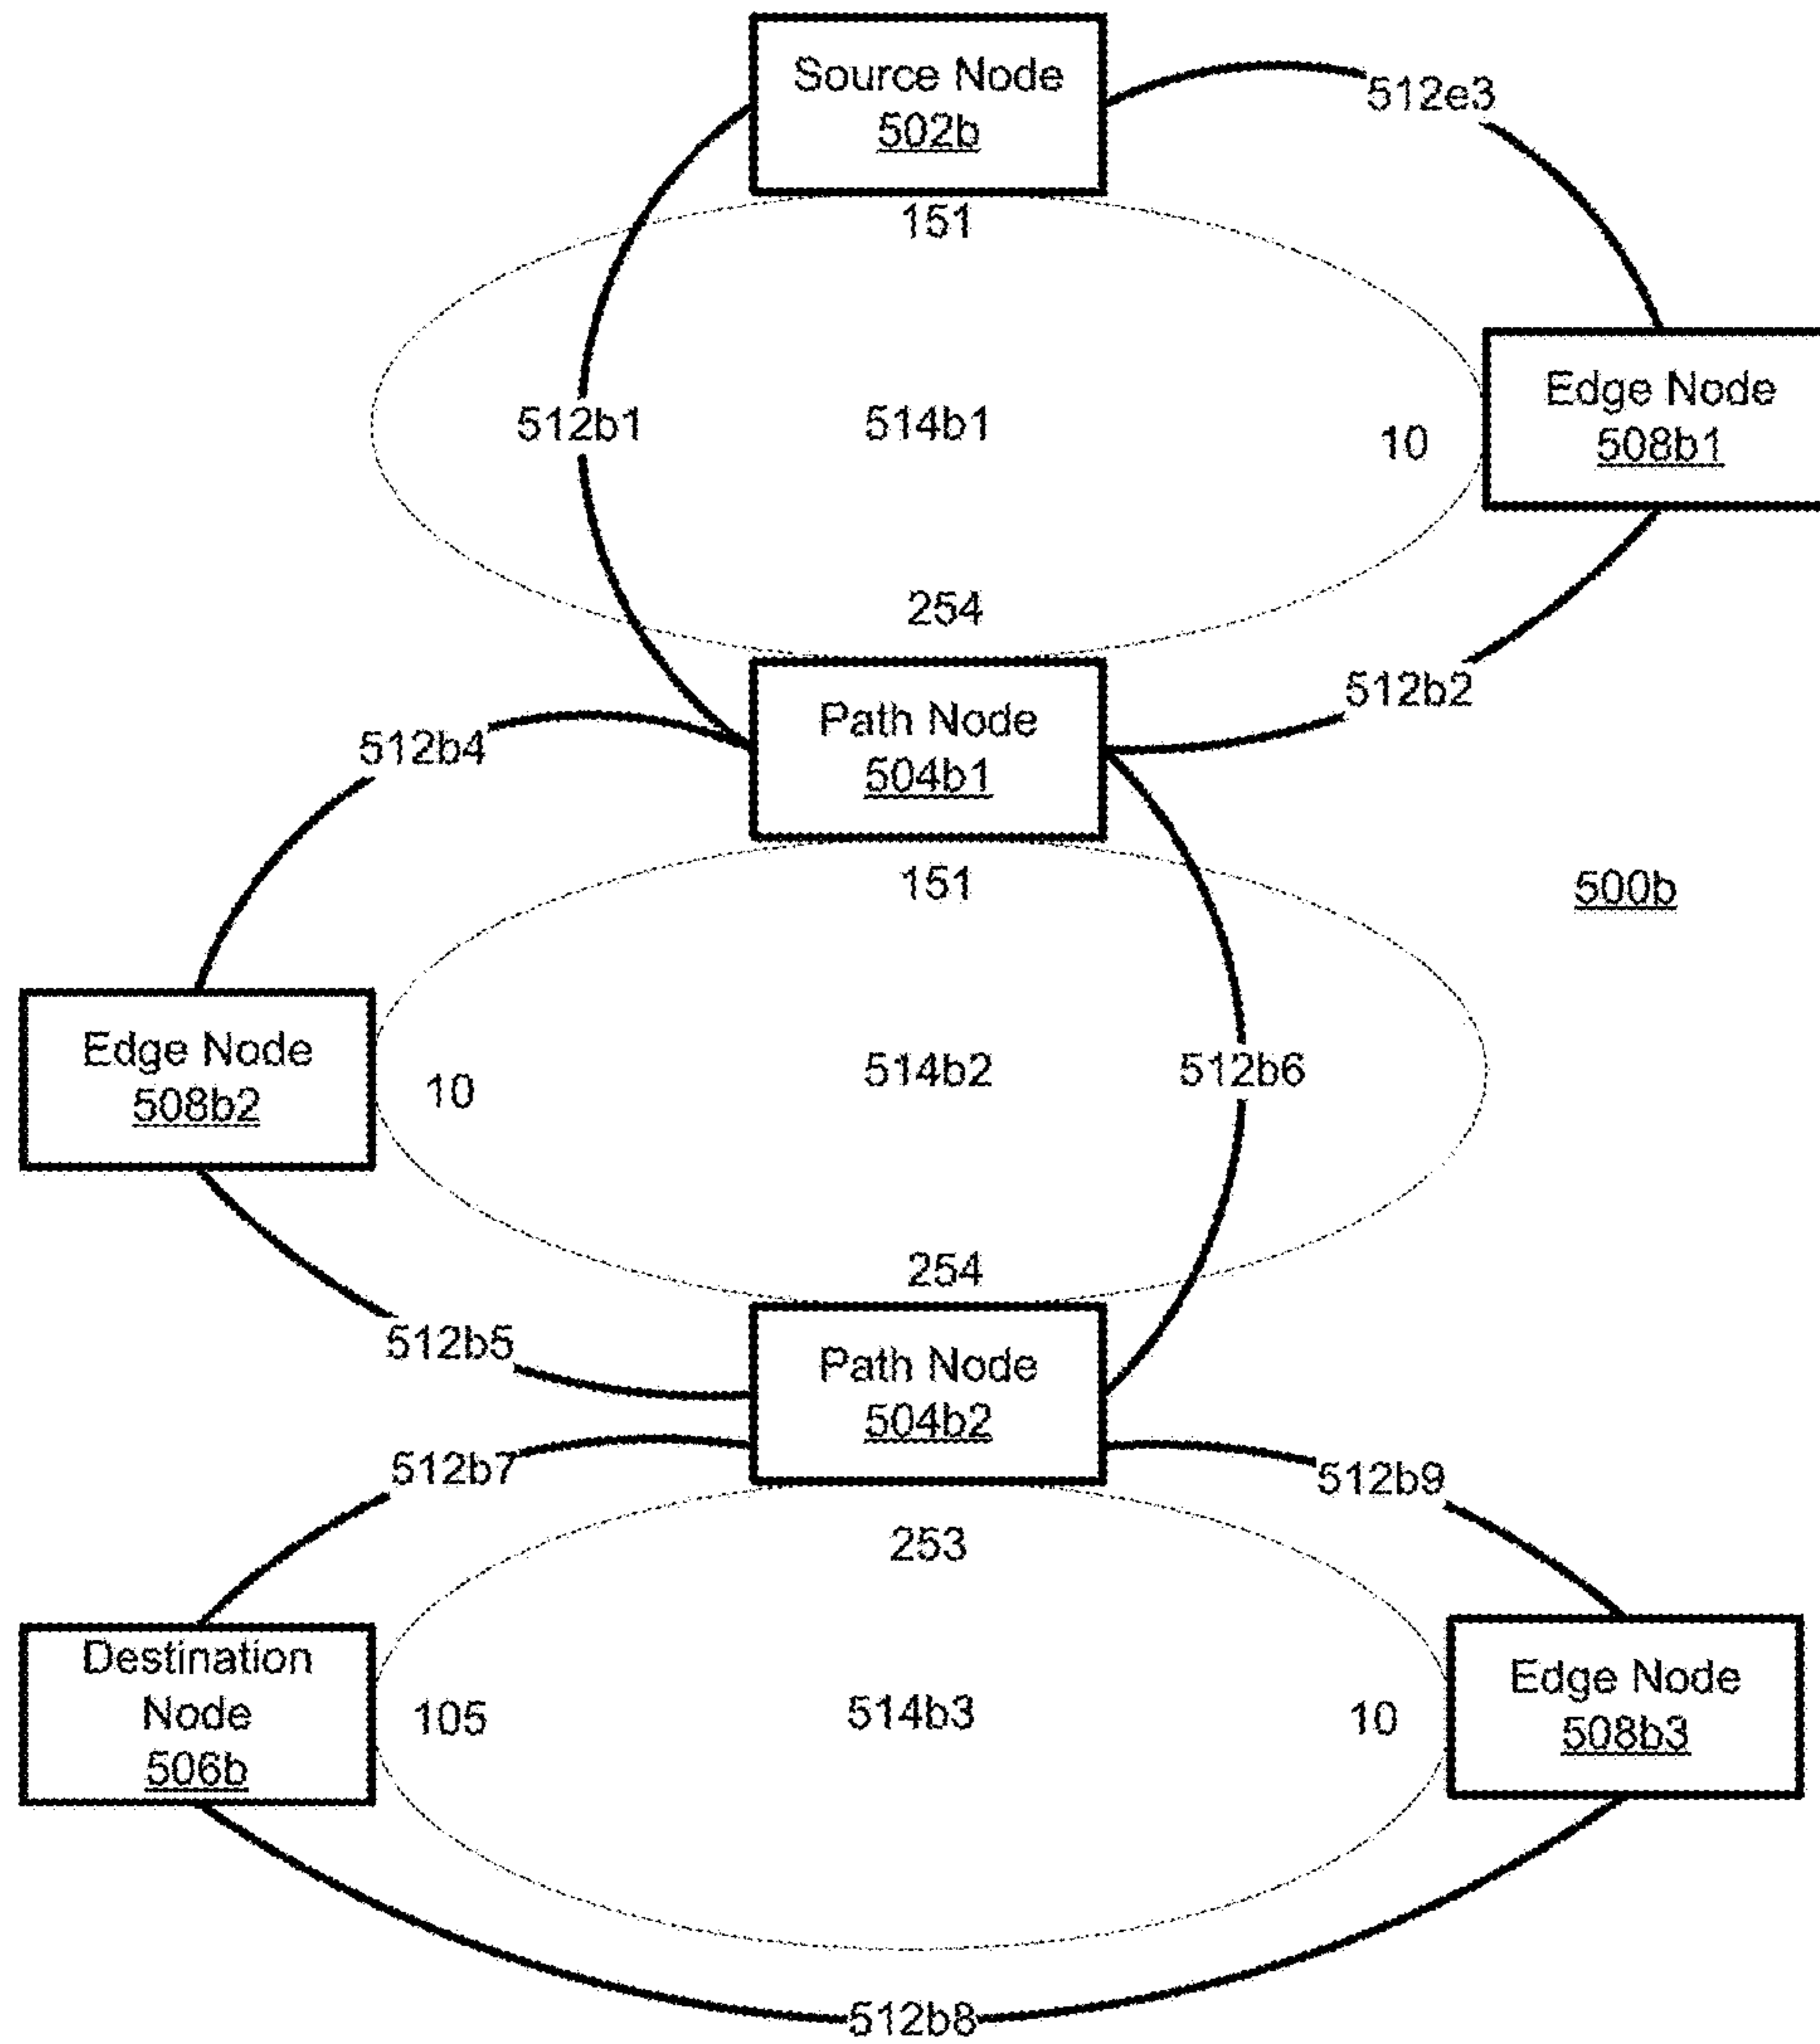 Source Node
502b
512e3
151
Edge Node
508b1
512b1
514b1
10
254
512b2
Path Node
504b1
512b4
151
500b
Edge Node
508b2
10
514b2
512b6
254
512b5
Path Node
504b2
512b7
512b9
253
Destination
Node
506b
105
514b3
10
Edge Node
508b3
512b8